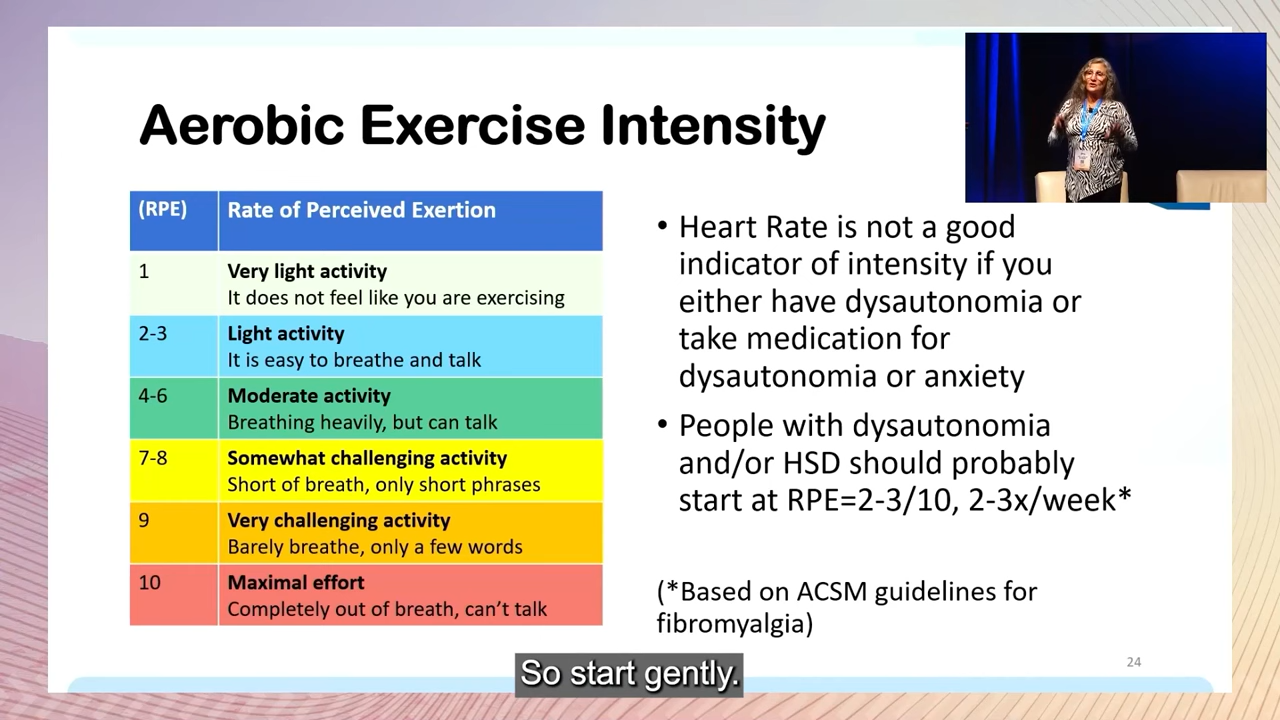 Aerobic Exercise Intensity
(RPE) Rate of Perceived Exertion
1 Very light activity
It does not feel like you are exercising
2-3 Light activity
It is easy to breathe and talk
4-6 Moderate activity
Breathing heavily, but can talk
7-8 Somewhat challenging activity
Short of breath, only short phrases
9 Very challenging activity
Barely breathe, only a few words
10 Maximal effort
Completely out of breath, can’t talk
• Heart Rate is not a good
indicator of intensity if you
either have dysautonomia or
take medication for
dysautonomia or anxiety
• People with dysautonomia
and/or HSD should probably
start at RPE=2-3/10, 2-3x/week*
(*Based on ACSM guidelines for
fibromyalgia)
24
So start gently.